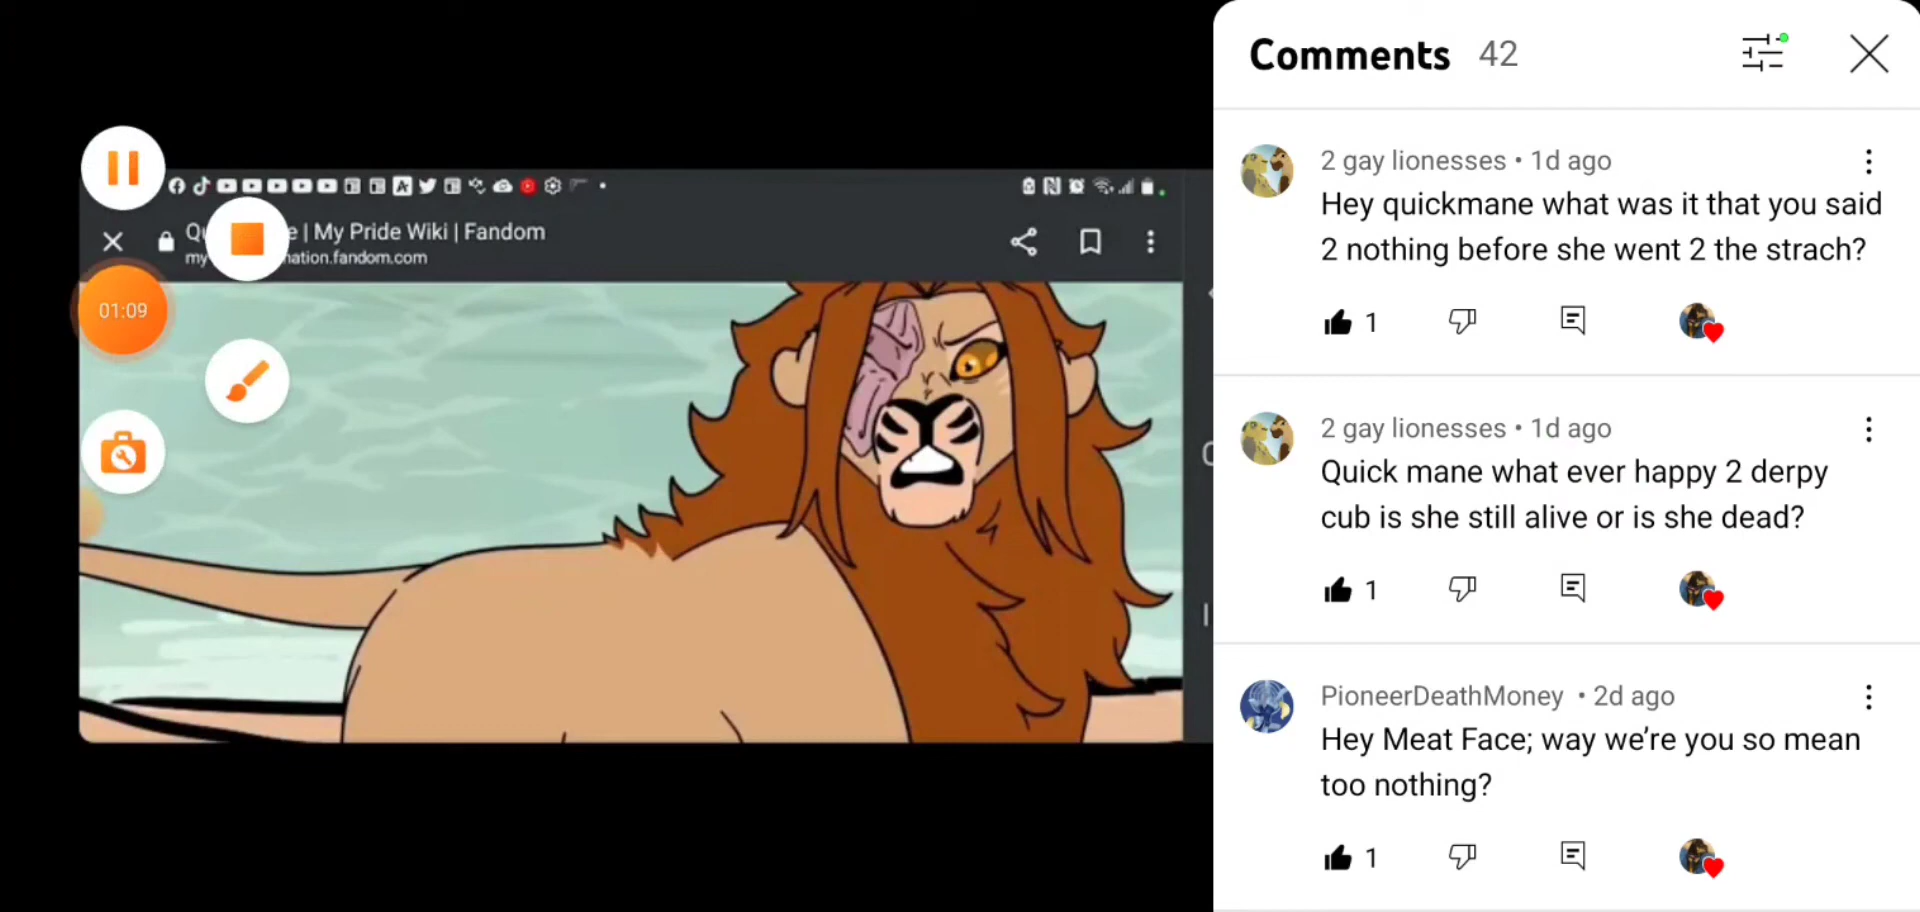 Comments 42
2 gay lionesses • 1d ago
Hey quickmane what was it that you said
2 nothing before she went 2 the strach?
1
2 gay lionesses • 1d ago
Quick mane what ever happy 2 derpy
cub is she still alive or is she dead?
1
PioneerDeathMoney • 2d ago
Hey Meat Face; way we’re you so mean
too nothing?
1
e | My Pride Wiki | Fandom
my nation.fandom.com
01:09